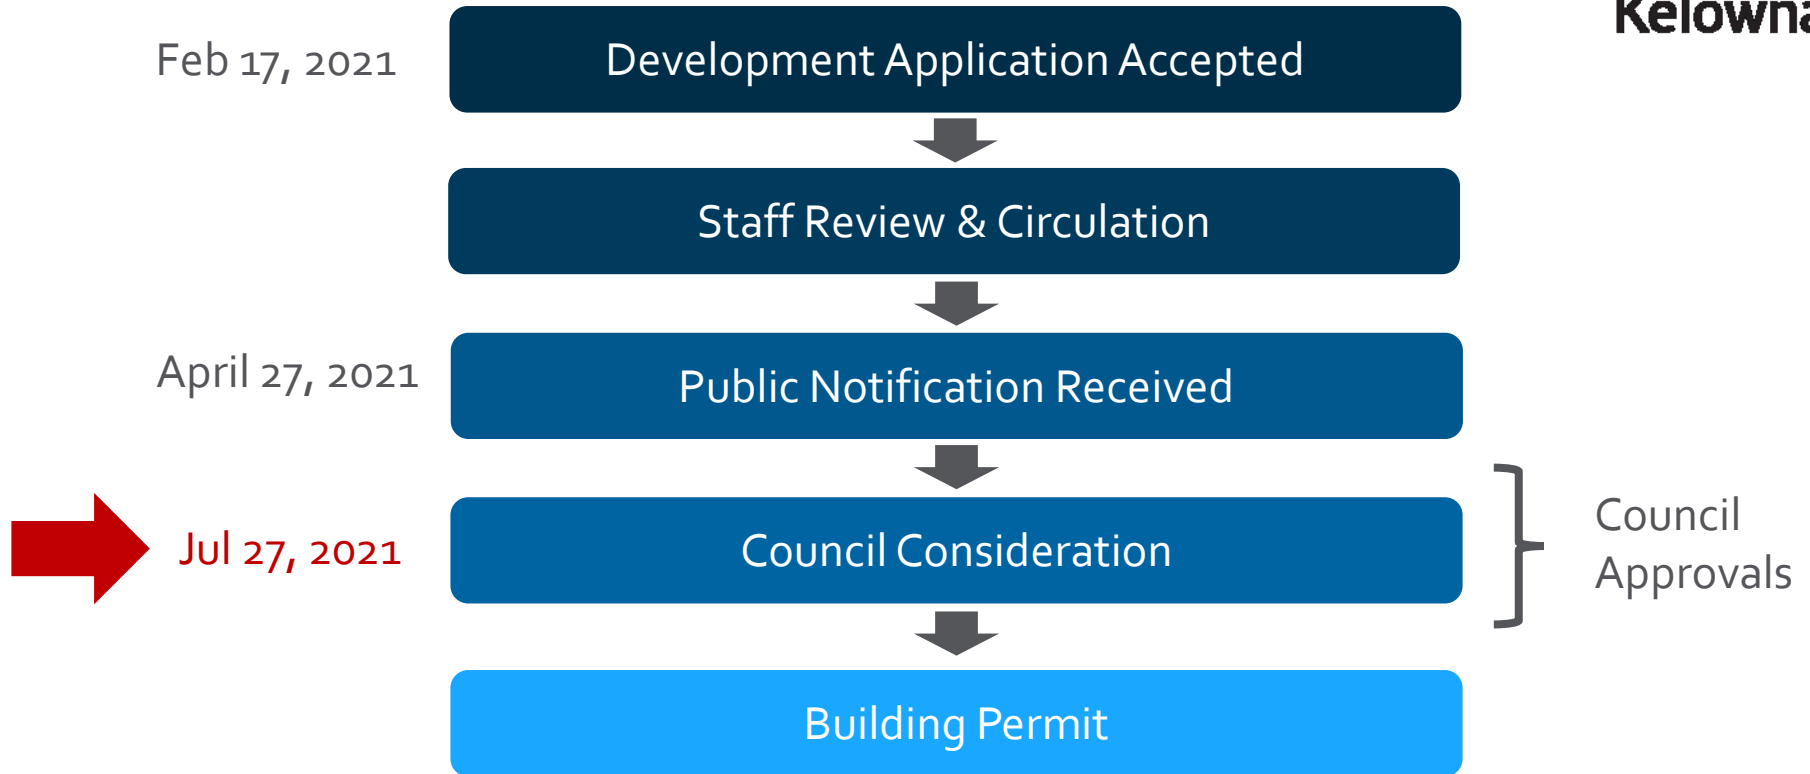 Kelowna
Feb 17, 2021
Development Application Accepted
Staff Review & Circulation
April 27, 2021
Public Notification Received
Jul 27, 2021
Council Consideration
Council
Approvals
Building Permit